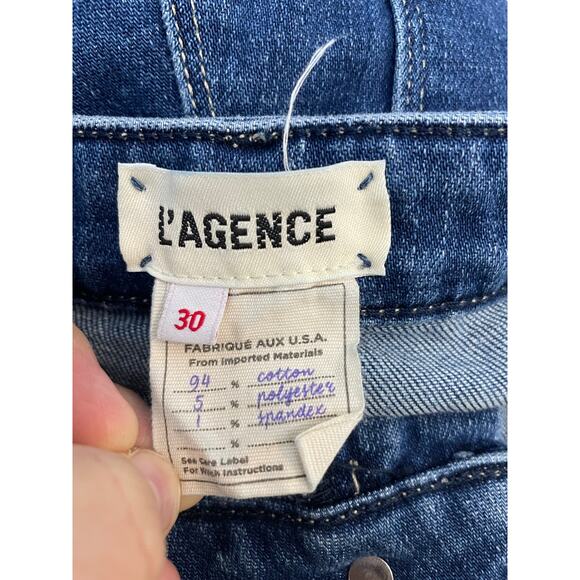 L'AGENCE
30
FABRIQUÉ AUX U.S.A.
From Imported Materials
94 % cotton
5 % polyester
1 % spandex
%
See Care Label
For Wash Instructions